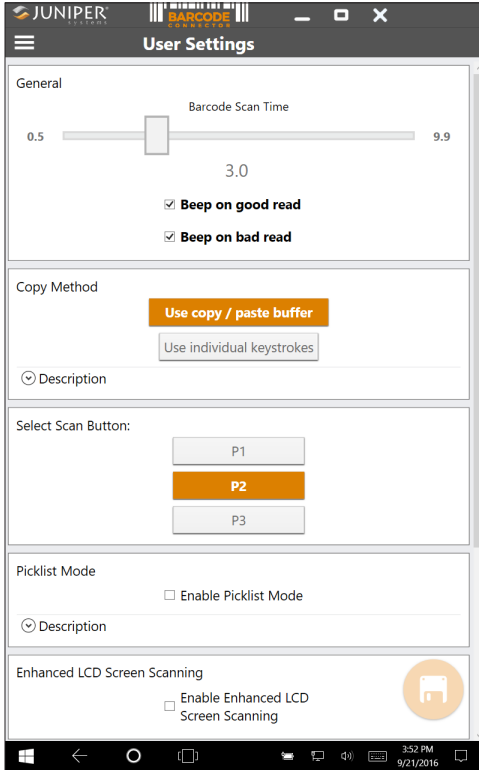 JUNIPER®
systems
BARCODE
CONNECTOR
User Settings
General
Barcode Scan Time
0.5
9.9
3.0
Beep on good read
Beep on bad read
Copy Method
Use copy / paste buffer
Use individual keystrokes
Description
Select Scan Button:
P1
P2
P3
Picklist Mode
Enable Picklist Mode
Description
Enhanced LCD Screen Scanning
Enable Enhanced LCD
Screen Scanning
3:52 PM
9/21/2016